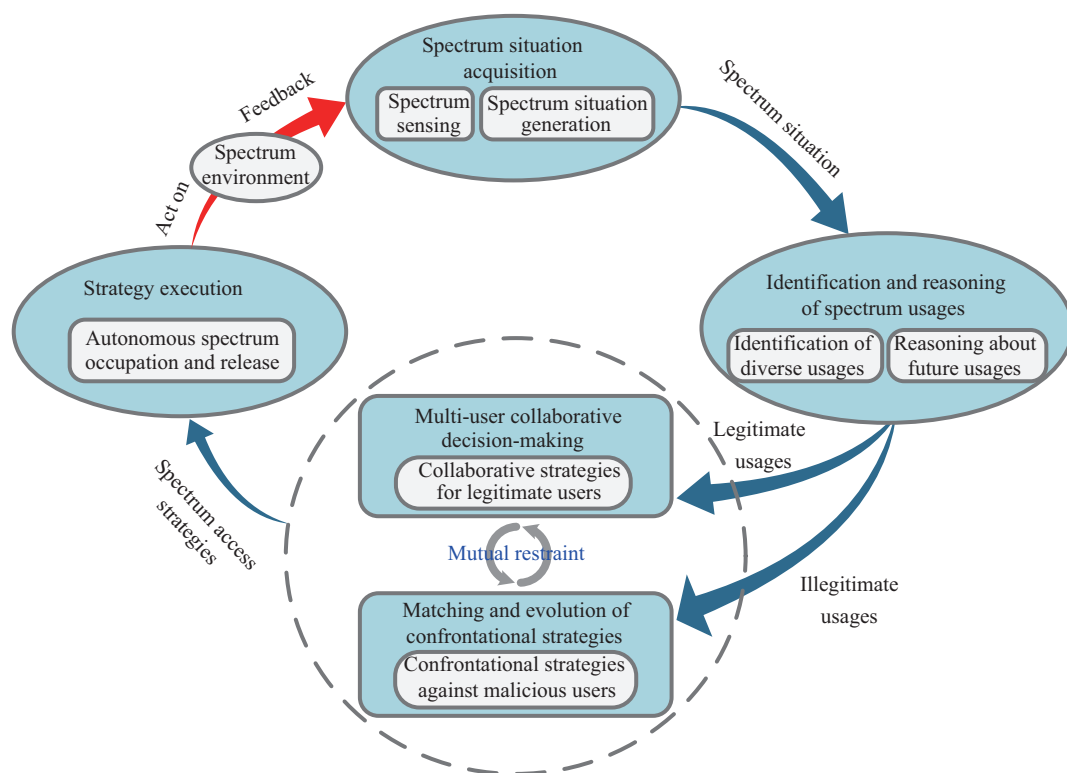 Spectrum situation
acquisition
Spectrum
sensing
Spectrum situation
generation
Feedback
Spectrum
environment
Act on
Spectrum situation
Strategy execution
Autonomous spectrum
occupation and release
Identification and reasoning
of spectrum usages
Identification of
diverse usages
Reasoning about
future usages
Multi-user collaborative
decision-making
Collaborative strategies
for legitimate users
Legitimate
usages
Spectrum access
strategies
Mutual restraint
Matching and evolution of
confrontational strategies
Confrontational strategies
against malicious users
Illegitimate
usages